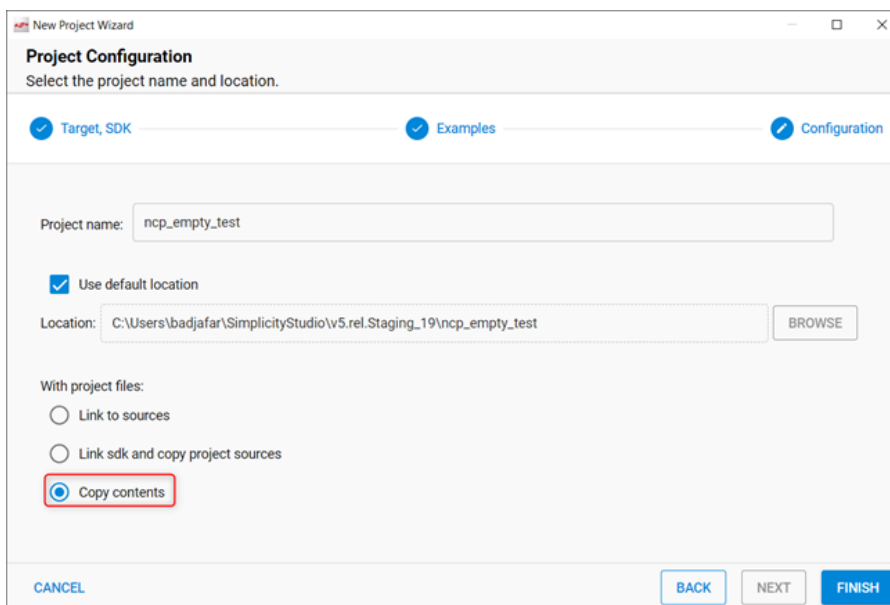 New Project Wizard
Project Configuration
Select the project name and location.
Target, SDK
Examples
Configuration
Project name: ncp_empty_test
Use default location
Location: C:\Users\badjafar\SimplicityStudio\v5.rel.Staging_19\ncp_empty_test BROWSE
With project files:
Link to sources
Link sdk and copy project sources
Copy contents
CANCEL BACK NEXT FINISH